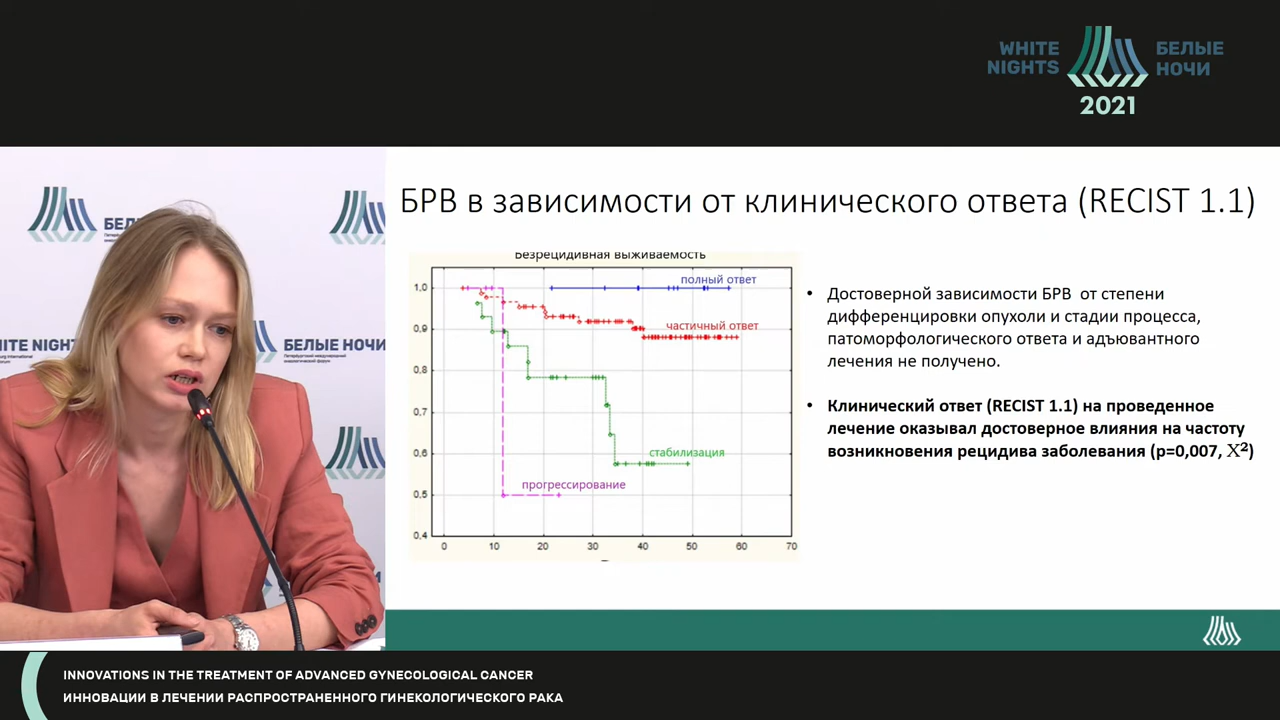 WHITE NIGHTS
БЕЛЫЕ НОЧИ
2021
БРВ в зависимости от клинического ответа (RECIST 1.1)
Безрецидивная выживаемость
полный ответ
частичный ответ
стабилизация
прогрессирование
1,0
0,9
0,8
0,7
0,6
0,5
0,4
0 10 20 30 40 50 60 70
• Достоверной зависимости БРВ от степени
дифференцировки опухоли и стадии процесса,
патоморфологического ответа и адъювантного
лечения не получено.
• Клинический ответ (RECIST 1.1) на проведенное
лечение оказывал достоверное влияния на частоту
возникновения рецидива заболевания (p=0,007, Χ²)
БЕЛЫЕ НОЧИ
INNOVATIONS IN THE TREATMENT OF ADVANCED GYNECOLOGICAL CANCER
ИННОВАЦИИ В ЛЕЧЕНИИ РАСПРОСТРАНЕННОГО ГИНЕКОЛОГИЧЕСКОГО РАКА